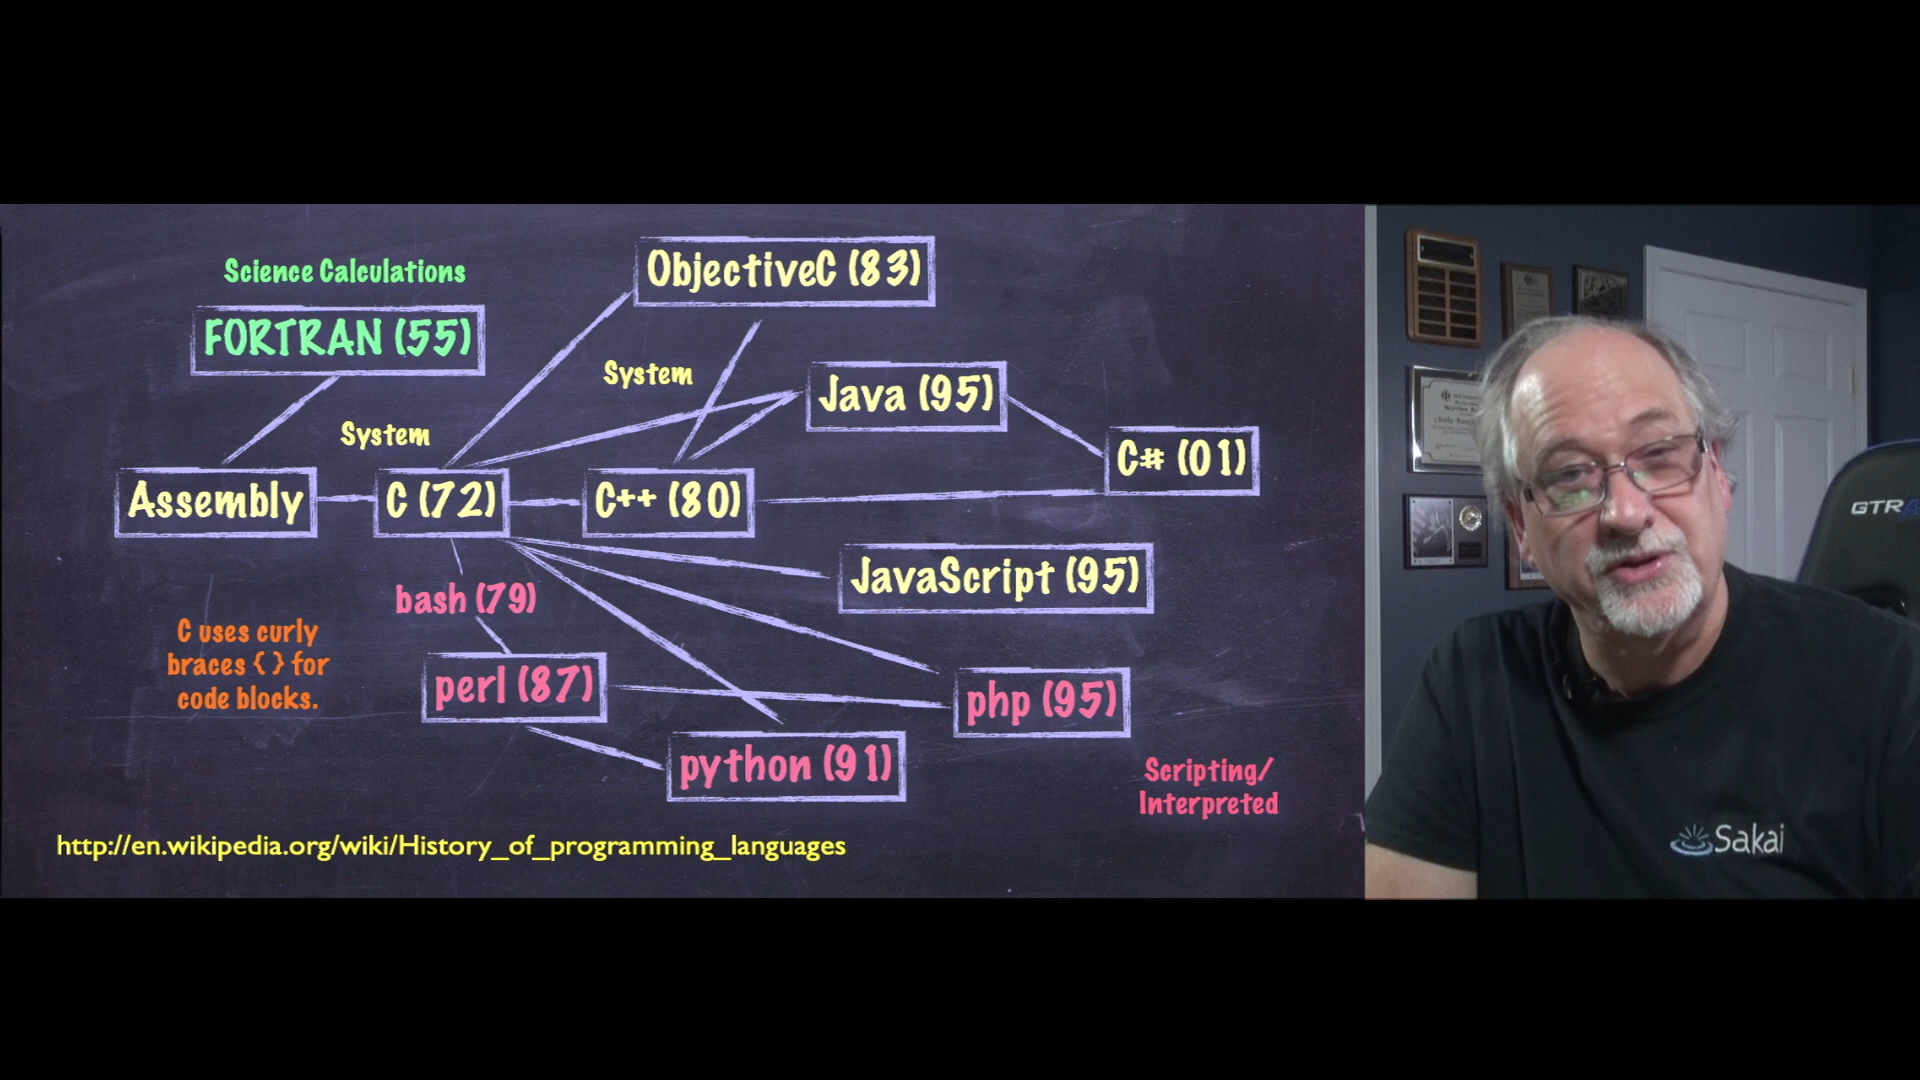 Science Calculations
FORTRAN (55)
ObjectiveC (83)
System
Java (95)
System
C# (01)
Assembly
C (72)
C++ (80)
JavaScript (95)
bash (79)
C uses curly
braces { } for
code blocks.
perl (87)
php (95)
python (91)
Scripting/
Interpreted
http://en.wikipedia.org/wiki/History_of_programming_languages
GTR
Sakai